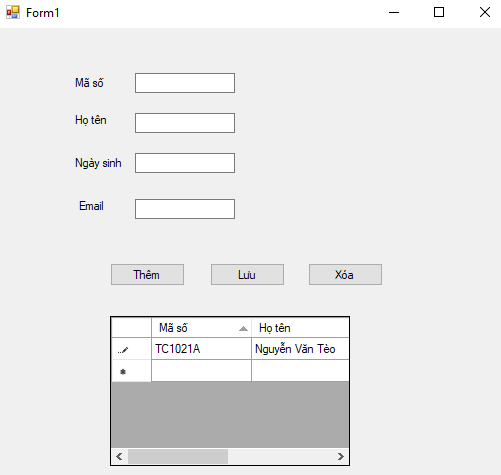 Form1
Mã số
Họ tên
Ngày sinh
Email
Thêm Lưu Xóa
Mã số Họ tên
TC1021A Nguyễn Văn Tèo